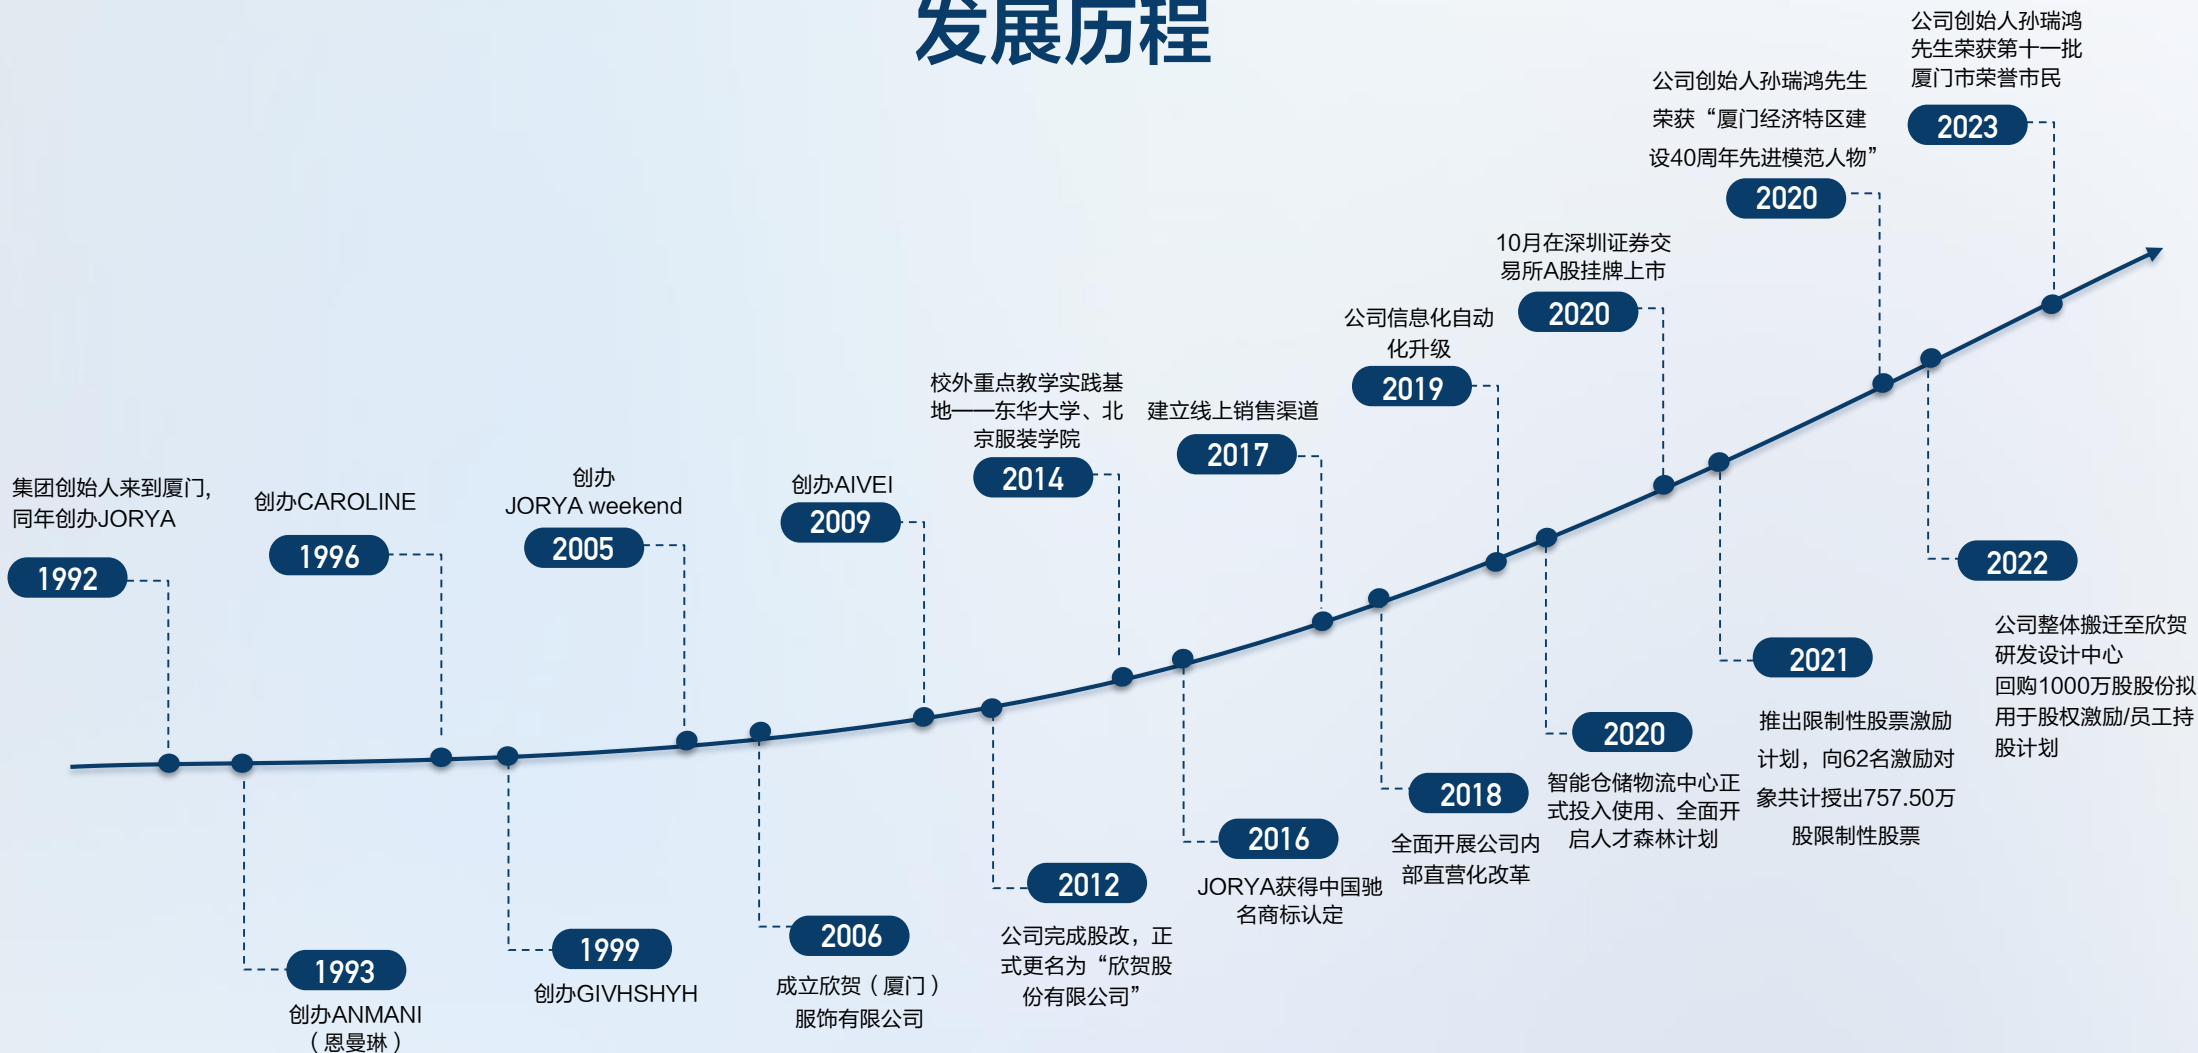 发展历程
集团创始人来到厦门,
同年创办JORYA
1992
1993
创办ANMANI
（恩曼琳）
创办CAROLINE
1996
1999
创办GIVHSHYH
创办
JORYA weekend
2005
2006
成立欣贺（厦门）
服饰有限公司
创办AIVEI
2009
2012
公司完成股改，正
式更名为“欣贺股
份有限公司”
校外重点教学实践基
地——东华大学、北
京服装学院
2014
2016
JORYA获得中国驰
名商标认定
建立线上销售渠道
2017
2018
全面开展公司内
部直营化改革
公司信息化自动
化升级
2019
2020
智能仓储物流中心正
式投入使用、全面开
启人才森林计划
10月在深圳证券交
易所A股挂牌上市
2020
2021
推出限制性股票激励
计划，向62名激励对
象共计授出757.50万
股限制性股票
公司创始人孙瑞鸿先生
荣获“厦门经济特区建
设40周年先进模范人物”
2020
2022
公司整体搬迁至欣贺
研发设计中心
回购1000万股股份拟
用于股权激励/员工持
股计划
公司创始人孙瑞鸿
先生荣获第十一批
厦门市荣誉市民
2023